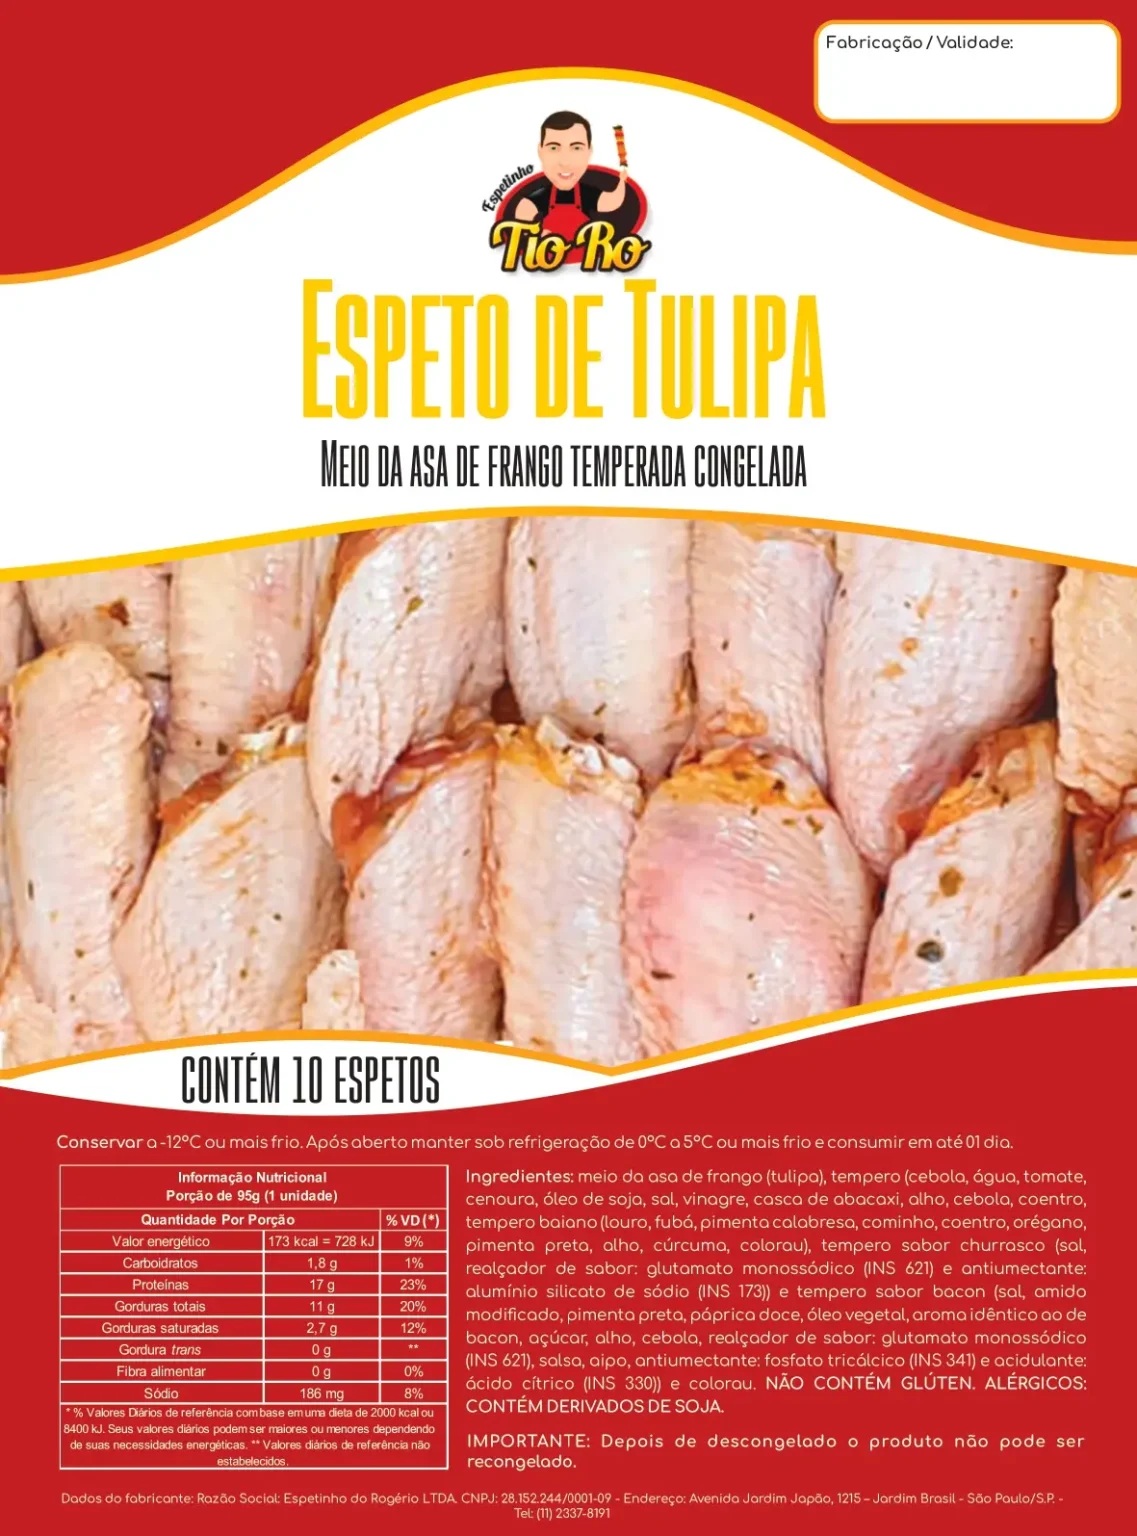 Fabricação / Validade:
Espetinho
Tio Ro
ESPETO DE TULIPA
MEIO DA ASA DE FRANGO TEMPERADA CONGELADA
CONTÉM 10 ESPETOS
Conservar a -12°C ou mais frio. Após aberto manter sob refrigeração de 0°C a 5°C ou mais frio e consumir em até 01 dia.
Informação Nutricional
Porção de 95g (1 unidade)
Quantidade Por Porção % VD (*)
Valor energético 173 kcal = 728 kJ 9%
Carboidratos 1,8 g 1%
Proteínas 17 g 23%
Gorduras totais 11 g 20%
Gorduras saturadas 2,7 g 12%
Gordura trans 0 g **
Fibra alimentar 0 g 0%
Sódio 186 mg 8%
* % Valores Diários de referência com base em uma dieta de 2000 kcal ou
8400 kJ. Seus valores diários podem ser maiores ou menores dependendo
de suas necessidades energéticas. ** Valores diários de referência não
estabelecidos.
Ingredientes: meio da asa de frango (tulipa), tempero (cebola, água, tomate,
cenoura, óleo de soja, sal, vinagre, casca de abacaxi, alho, cebola, coentro,
tempero baiano (louro, fubá, pimenta calabresa, cominho, coentro, orégano,
pimenta preta, alho, cúrcuma, colorau), tempero sabor churrasco (sal,
realçador de sabor: glutamato monossódico (INS 621) e antiumectante:
alumínio silicato de sódio (INS 173)) e tempero sabor bacon (sal, amido
modificado, pimenta preta, páprica doce, óleo vegetal, aroma idêntico ao de
bacon, açúcar, alho, cebola, realçador de sabor: glutamato monossódico
(INS 621), salsa, aipo, antiumectante: fosfato tricálcico (INS 341) e acidulante:
ácido cítrico (INS 330)) e colorau. NÃO CONTÉM GLÚTEN. ALÉRGICOS:
CONTÉM DERIVADOS DE SOJA.
IMPORTANTE: Depois de descongelado o produto não pode ser
recongelado.
Dados do fabricante: Razão Social: Espetinho do Rogério LTDA. CNPJ: 28.152.244/0001-09 - Endereço: Avenida Jardim Japão, 1215 – Jardim Brasil - São Paulo/S.P. -
Tel: (11) 2337-8191